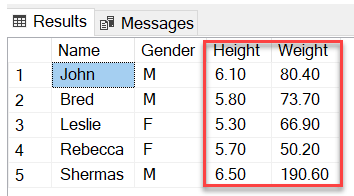 Results Messages
Name Gender Height Weight
1 John M 6.10 80.40
2 Bred M 5.80 73.70
3 Leslie F 5.30 66.90
4 Rebecca F 5.70 50.20
5 Shermas M 6.50 190.60